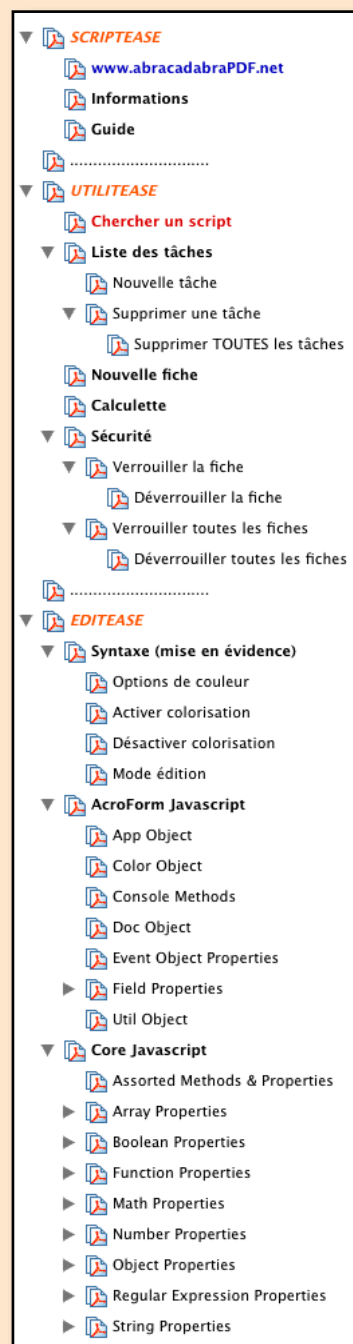 SCRIPTEASE
www.abracadabraPDF.net
Informations
Guide
..............................
UTILITEASE
Chercher un script
Liste des tâches
Nouvelle tâche
Supprimer une tâche
Supprimer TOUTES les tâches
Nouvelle fiche
Calculette
Sécurité
Verrouiller la fiche
Déverrouiller la fiche
Verrouiller toutes les fiches
Déverrouiller toutes les fiches
..............................
EDITEASE
Syntaxe (mise en évidence)
Options de couleur
Activer colorisation
Désactiver colorisation
Mode édition
AcroForm Javascript
App Object
Color Object
Console Methods
Doc Object
Event Object Properties
Field Properties
Util Object
Core Javascript
Assorted Methods & Properties
Array Properties
Boolean Properties
Function Properties
Math Properties
Number Properties
Object Properties
Regular Expression Properties
String Properties